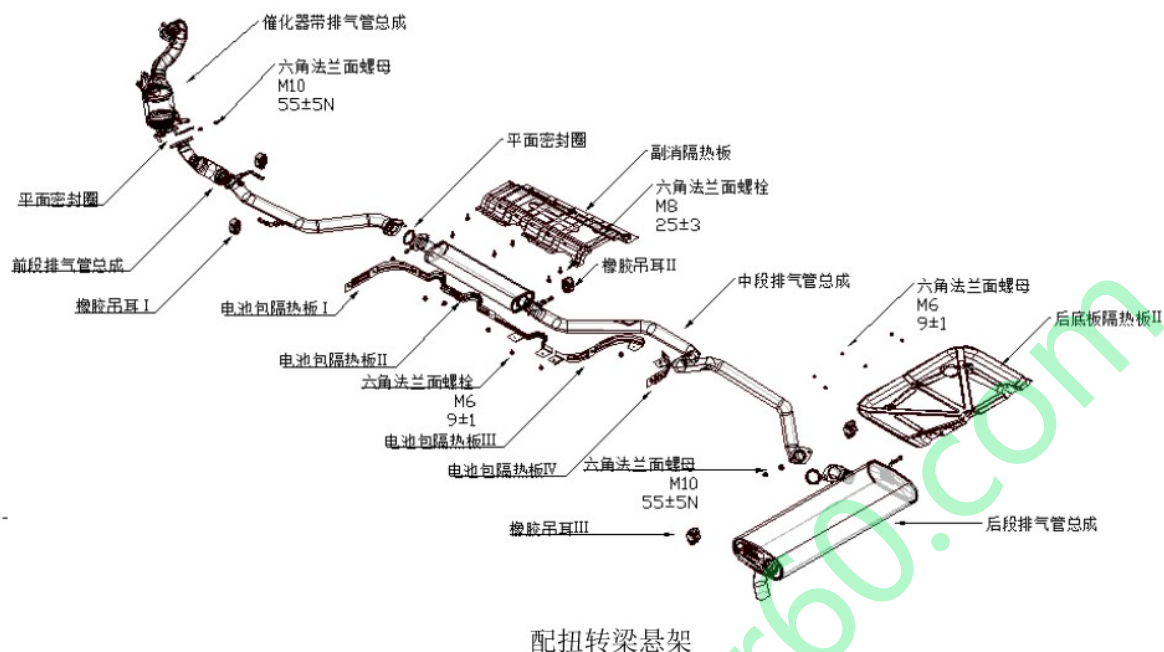 催化器带排气管总成
六角法兰面螺母
M10
55±5N
平面密封圈
副消隔热板
六角法兰面螺栓
M8
25±3
平面密封圈
前段排气管总成
橡胶吊耳II
中段排气管总成
六角法兰面螺母
M6
9±1
后底板隔热板II
橡胶吊耳I
电池包隔热板I
电池包隔热板II
六角法兰面螺栓
M6
9±1
电池包隔热板III
电池包隔热板IV
六角法兰面螺母
M10
55±5N
橡胶吊耳III
后段排气管总成
配扭转梁悬架
r60.com